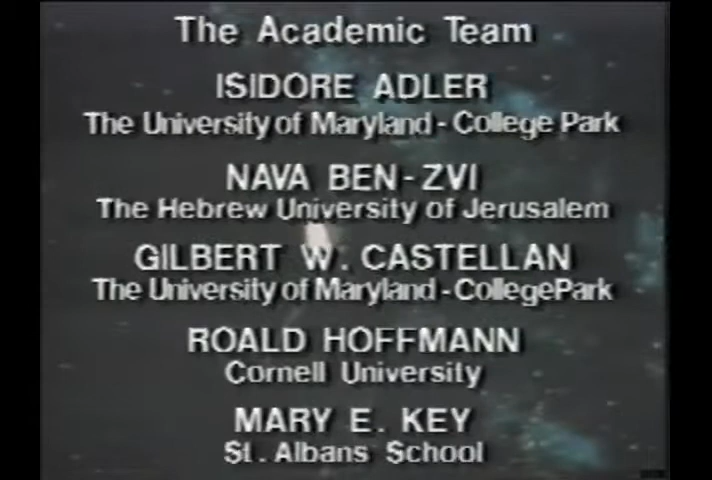 The Academic Team
ISIDORE ADLER
The University of Maryland - College Park
NAVA BEN-ZVI
The Hebrew University of Jerusalem
GILBERT W. CASTELLAN
The University of Maryland - CollegePark
ROALD HOFFMANN
Cornell University
MARY E. KEY
St. Albans School